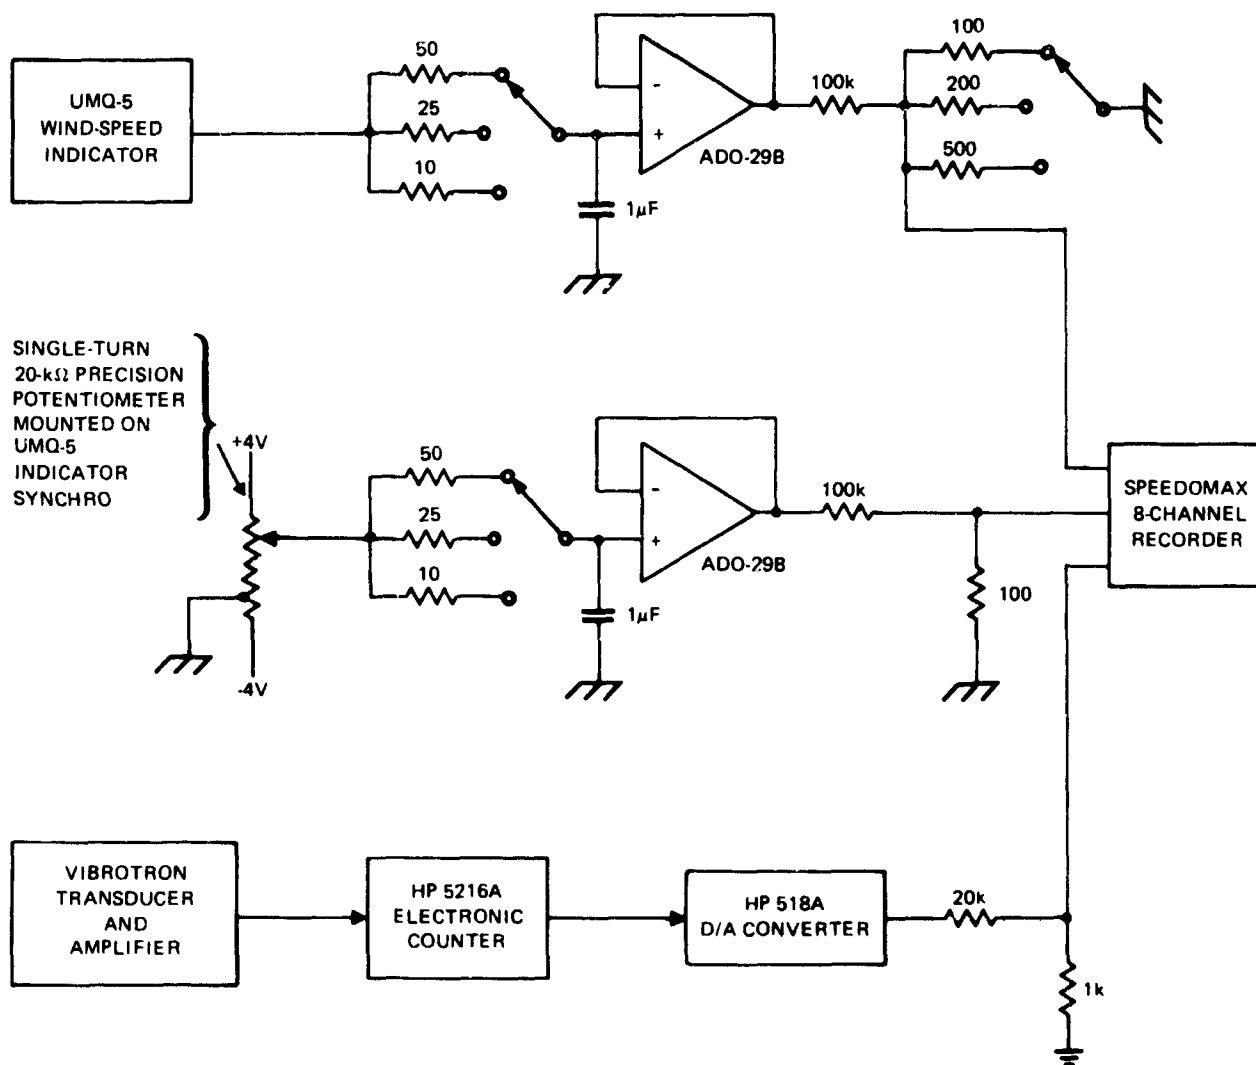 UMQ-5
WIND-SPEED
INDICATOR
50
25
10
1µF
-
+
ADO-29B
100k
100
200
500
SINGLE-TURN
20-kΩ PRECISION
POTENTIOMETER
MOUNTED ON
UMQ-5
INDICATOR
SYNCHRO
+4V
-4V
50
25
10
1µF
-
+
ADO-29B
100k
100
SPEEDOMAX
8-CHANNEL
RECORDER
VIBROTRON
TRANSDUCER
AND
AMPLIFIER
HP 5216A
ELECTRONIC
COUNTER
HP 518A
D/A CONVERTER
20k
1k